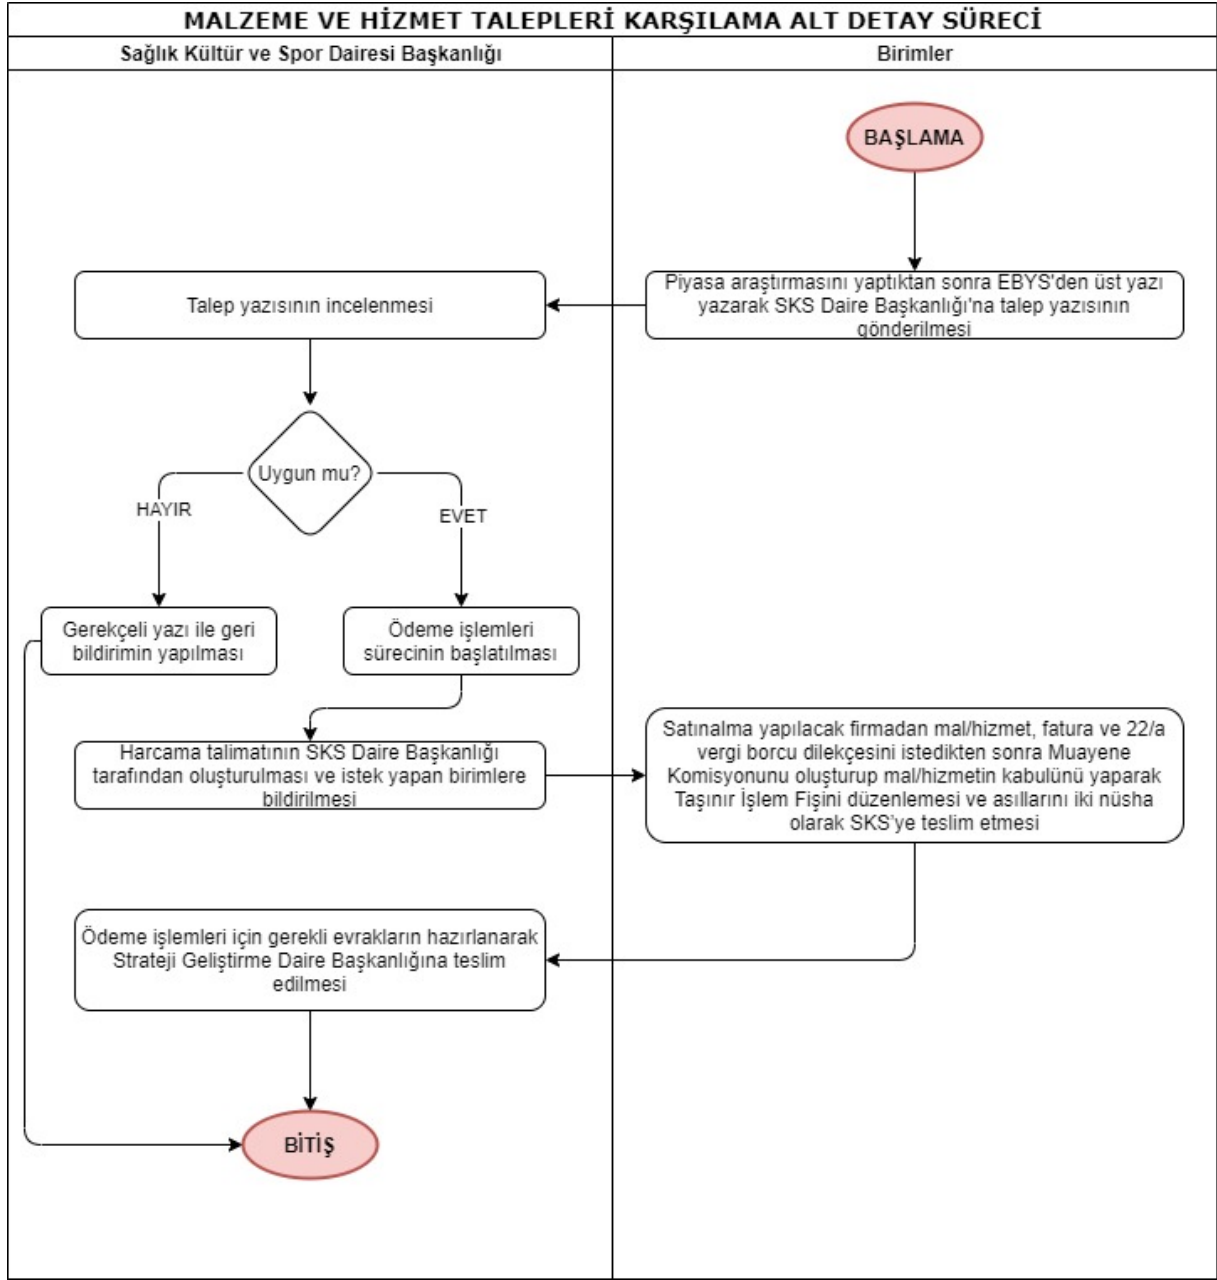 MALZEME VE HİZMET TALEPLERİ KARŞILAMA ALT DETAY SÜRECİ
Sağlık Kültür ve Spor Dairesi Başkanlığı
Birimler
BAŞLAMA
Piyasa araştırmasını yaptıktan sonra EBYS'den üst yazı
yazarak SKS Daire Başkanlığı'na talep yazısının
gönderilmesi
Talep yazısının incelenmesi
Uygun mu?
HAYIR
EVET
Gerekçeli yazı ile geri
bildirimin yapılması
Ödeme işlemleri
sürecinin başlatılması
Harcama talimatının SKS Daire Başkanlığı
tarafından oluşturulması ve istek yapan birimlere
bildirilmesi
Satınalma yapılacak firmadan mal/hizmet, fatura ve 22/a
vergi borcu dilekçesini istedikten sonra Muayene
Komisyonunu oluşturup mal/hizmetin kabulünü yaparak
Taşınır İşlem Fişini düzenlemesi ve asıllarını iki nüsha
olarak SKS'ye teslim etmesi
Ödeme işlemleri için gerekli evrakların hazırlanarak
Strateji Geliştirme Daire Başkanlığına teslim
edilmesi
BİTİŞ